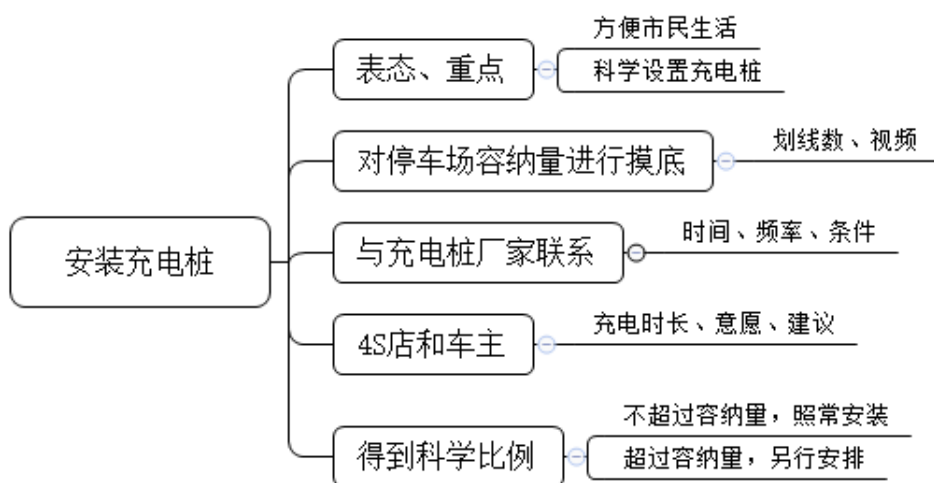 安装充电桩
表态、重点
方便市民生活
科学设置充电桩
对停车场容纳量进行摸底
划线数、视频
与充电桩厂家联系
时间、频率、条件
4S店和车主
充电时长、意愿、建议
得到科学比例
不超过容纳量，照常安装
超过容纳量，另行安排